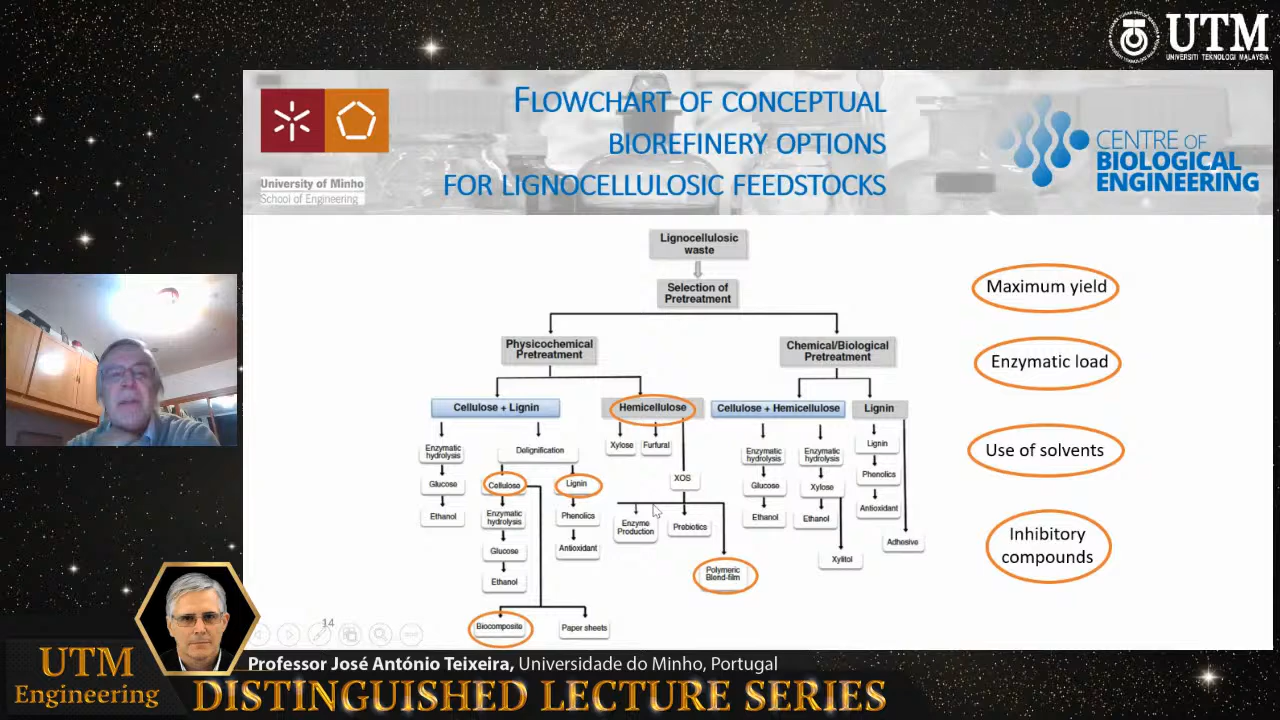 UTM
UNIVERSITI TEKNOLOGI MALAYSIA
FLOWCHART OF CONCEPTUAL
BIOREFINERY OPTIONS
FOR LIGNOCELLULOSIC FEEDSTOCKS
University of Minho
School of Engineering
CENTRE OF
BIOLOGICAL
ENGINEERING
Lignocellulosic
waste
Selection of
Pretreatment
Physicochemical
Pretreatment
Chemical/Biological
Pretreatment
Cellulose + Lignin
Hemicellulose
Cellulose + Hemicellulose
Lignin
Enzymatic
hydrolysis
Glucose
Ethanol
Delignification
Cellulose
Enzymatic
hydrolysis
Glucose
Ethanol
Biocomposite
Paper sheets
Lignin
Phenolics
Antioxidant
Xylose
Furfural
XOS
Enzyme
Production
Prebiotics
Polymeric
Blend-film
Enzymatic
hydrolysis
Glucose
Ethanol
Enzymatic
hydrolysis
Xylose
Ethanol
Xylitol
Lignin
Phenolics
Antioxidant
Adhesive
Maximum yield
Enzymatic load
Use of solvents
Inhibitory
compounds
14
UTM
Engineering
Professor José António Teixeira, Universidade do Minho, Portugal
DISTINGUISHED LECTURE SERIES